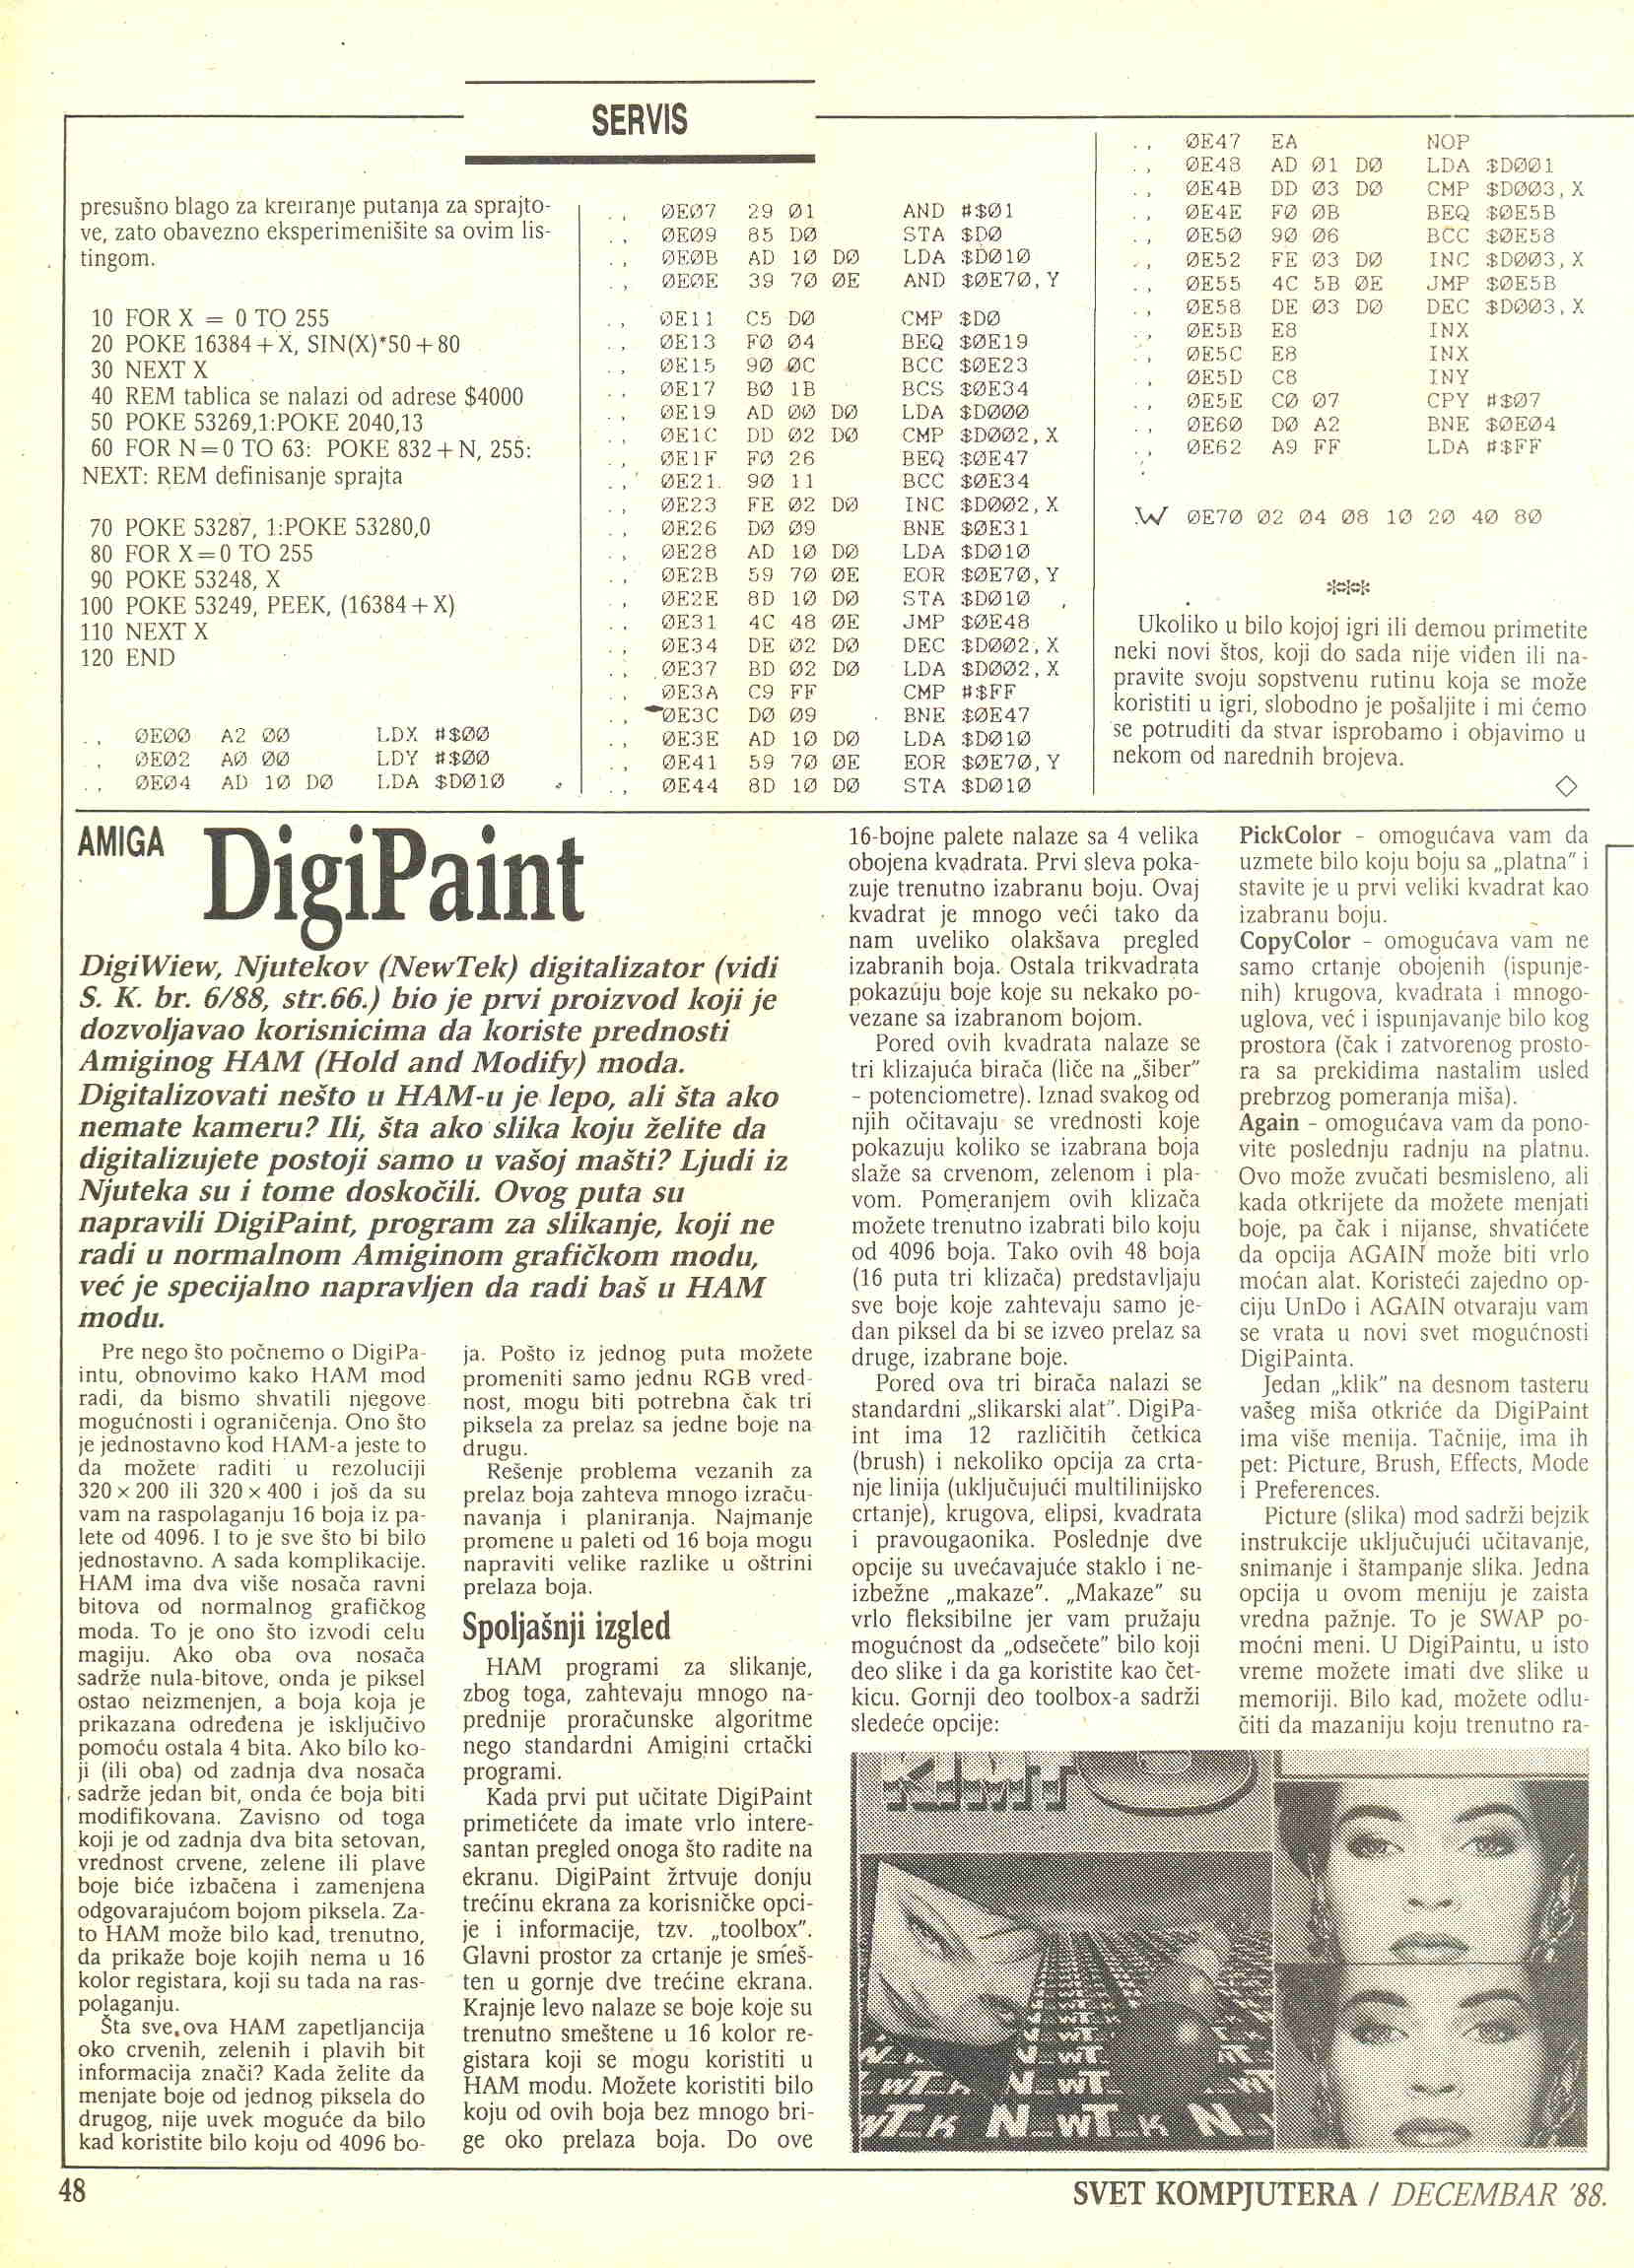 SERVIS
presušno blago za kreiranje putanja za sprajto-
ve, zato obavezno eksperimenišite sa ovim lis-
tingom.
10 FOR X = 0 TO 255
20 POKE 16384+X, SIN(X)*50+80
30 NEXT X
40 REM tablica se nalazi od adrese $4000
50 POKE 53269,1:POKE 2040,13
60 FOR N=0 TO 63: POKE 832+N, 255:
NEXT: REM definisanje sprajta
70 POKE 53287, 1:POKE 53280,0
80 FOR X=0 TO 255
90 POKE 53248, X
100 POKE 53249, PEEK, (16384+X)
110 NEXT X
120 END
., 0E00 A2 00 LDX #$00
., 0E02 A0 00 LDY #$00
., 0E04 AD 10 D0 LDA $D010
., 0E07 29 01 AND #$01
., 0E09 85 D0 STA $D0
., 0E0B AD 10 D0 LDA $D010
., 0E0E 39 70 0E AND $0E70,Y
., 0E11 C5 D0 CMP $D0
., 0E13 F0 04 BEQ $0E19
., 0E15 90 0C BCC $0E23
., 0E17 B0 1B BCS $0E34
., 0E19 AD 00 D0 LDA $D000
., 0E1C DD 02 D0 CMP $D002,X
., 0E1F F0 26 BEQ $0E47
., 0E21 90 11 BCC $0E34
., 0E23 FE 02 D0 INC $D002,X
., 0E26 D0 09 BNE $0E31
., 0E28 AD 10 D0 LDA $D010
., 0E2B 59 70 0E EOR $0E70,Y
., 0E2E 8D 10 D0 STA $D010
., 0E31 4C 48 0E JMP $0E48
., 0E34 DE 02 D0 DEC $D002,X
., 0E37 BD 02 D0 LDA $D002,X
., 0E3A C9 FF CMP #$FF
., 0E3C D0 09 BNE $0E47
., 0E3E AD 10 D0 LDA $D010
., 0E41 59 70 0E EOR $0E70,Y
., 0E44 8D 10 D0 STA $D010
., 0E47 EA NOP
., 0E48 AD 01 D0 LDA $D001
., 0E4B DD 03 D0 CMP $D003,X
., 0E4E F0 0B BEQ $0E5B
., 0E50 90 06 BCC $0E58
., 0E52 FE 03 D0 INC $D003,X
., 0E55 4C 5B 0E JMP $0E5B
., 0E58 DE 03 D0 DEC $D003,X
., 0E5B E8 INX
., 0E5C E8 INX
., 0E5D C8 INY
., 0E5E C0 07 CPY #$07
., 0E60 D0 A2 BNE $0E04
., 0E62 A9 FF LDA #$FF
.W 0E70 02 04 08 10 20 40 80
***
Ukoliko u bilo kojoj igri ili demou primetite
neki novi štos, koji do sada nije viđen ili na-
pravite svoju sopstvenu rutinu koja se može
koristiti u igri, slobodno je pošaljite i mi ćemo
se potruditi da stvar isprobamo i objavimo u
nekom od narednih brojeva.
AMIGA
DigiPaint
DigiWiew, Njutekov (NewTek) digitalizator (vidi
S. K. br. 6/88, str.66.) bio je prvi proizvod koji je
dozvoljavao korisnicima da koriste prednosti
Amiginog HAM (Hold and Modify) moda.
Digitalizovati nešto u HAM-u je lepo, ali šta ako
nemate kameru? Ili, šta ako slika koju želite da
digitalizujete postoji samo u vašoj mašti? Ljudi iz
Njuteka su i tome doskočili. Ovog puta su
napravili DigiPaint, program za slikanje, koji ne
radi u normalnom Amiginom grafičkom modu,
već je specijalno napravljen da radi baš u HAM
modu.
Pre nego što počnemo o DigiPa-
intu, obnovimo kako HAM mod
radi, da bismo shvatili njegove
mogućnosti i ograničenja. Ono što
je jednostavno kod HAM-a jeste to
da možete raditi u rezoluciji
320×200 ili 320×400 i još da su
vam na raspolaganju 16 boja iz pa-
lete od 4096. I to je sve što bi bilo
jednostavno. A sada komplikacije.
HAM ima dva više nosača ravni
bitova od normalnog grafičkog
moda. To je ono što izvodi celu
magiju. Ako oba ova nosača
sadrže nula-bitove, onda je piksel
ostao neizmenjen, a boja koja je
prikazana određena je isključivo
pomoću ostala 4 bita. Ako bilo ko-
ji (ili oba) od zadnja dva nosača
sadrže jedan bit, onda će boja biti
modifikovana. Zavisno od toga
koji je od zadnja dva bita setovan,
vrednost crvene, zelene ili plave
boje biće izbačena i zamenjena
odgovarajućom bojom piksela. Za-
to HAM može bilo kad, trenutno,
da prikaže boje kojih nema u 16
kolor registara, koji su tada na ras-
polaganju.
Šta sve ova HAM zapetljancija
oko crvenih, zelenih i plavih bit
informacija znači? Kada želite da
menjate boje od jednog piksela do
drugog, nije uvek moguće da bilo
kad koristite bilo koju od 4096 bo-
ja. Pošto iz jednog puta možete
promeniti samo jednu RGB vred-
nost, mogu biti potrebna čak tri
piksela za prelaz sa jedne boje na
drugu.
Rešenje problema vezanih za
prelaz boja zahteva mnogo izraču-
navanja i planiranja. Najmanje
promene u paleti od 16 boja mogu
napraviti velike razlike u oštrini
prelaza boja.
Spoljašnji izgled
HAM programi za slikanje,
zbog toga, zahtevaju mnogo na-
prednije proračunske algoritme
nego standardni Amigini crtački
programi.
Kada prvi put učitate DigiPaint
primetićete da imate vrlo intere-
santan pregled onoga što radite na
ekranu. DigiPaint žrtvuje donju
trećinu ekrana za korisničke opci-
je i informacije, tzv. „toolbox".
Glavni prostor za crtanje je smeš-
ten u gornje dve trećine ekrana.
Krajnje levo nalaze se boje koje su
trenutno smeštene u 16 kolor re-
gistara koji se mogu koristiti u
HAM modu. Možete koristiti bilo
koju od ovih boja bez mnogo bri-
ge oko prelaza boja. Do ove
16-bojne palete nalaze sa 4 velika
obojena kvadrata. Prvi sleva poka-
zuje trenutno izabranu boju. Ovaj
kvadrat je mnogo veći tako da
nam uveliko olakšava pregled
izabranih boja. Ostala trikvadrata
pokazuju boje koje su nekako po-
vezane sa izabranom bojom.
Pored ovih kvadrata nalaze se
tri klizajuća birača (liče na „šiber"
– potenciometre). Iznad svakog od
njih očitavaju se vrednosti koje
pokazuju koliko se izabrana boja
slaže sa crvenom, zelenom i pla-
vom. Pomeranjem ovih klizača
možete trenutno izabrati bilo koju
od 4096 boja. Tako ovih 48 boja
(16 puta tri klizača) predstavljaju
sve boje koje zahtevaju samo je-
dan piksel da bi se izveo prelaz sa
druge, izabrane boje.
Pored ova tri birača nalazi se
standardni „slikarski alat". DigiPa-
int ima 12 različitih četkica
(brush) i nekoliko opcija za crta-
nje linija (uključujući multilinijsko
crtanje), krugova, elipsi, kvadrata
i pravougaonika. Poslednje dve
opcije su uvećavajuće staklo i ne-
izbežne „makaze". „Makaze" su
vrlo fleksibilne jer vam pružaju
mogućnost da „odsečete" bilo koji
deo slike i da ga koristite kao čet-
kicu. Gornji deo toolbox-a sadrži
sledeće opcije:
PickColor – omogućava vam da
uzmete bilo koju boju sa „platna" i
stavite je u prvi veliki kvadrat kao
izabranu boju.
CopyColor – omogućava vam ne
samo crtanje obojenih (ispunje-
nih) krugova, kvadrata i mnogo-
uglova, već i ispunjavanje bilo kog
prostora (čak i zatvorenog prosto-
ra sa prekidima nastalim usled
prebrzog pomeranja miša).
Again – omogućava vam da pono-
vite poslednju radnju na platnu.
Ovo može zvučati besmisleno, ali
kada otkrijete da možete menjati
boje, pa čak i nijanse, shvatićete
da opcija AGAIN može biti vrlo
moćan alat. Koristeći zajedno op-
ciju UnDo i AGAIN otvaraju vam
se vrata u novi svet mogućnosti
DigiPainta.
Jedan „klik" na desnom tasteru
vašeg miša otkriće da DigiPaint
ima više menija. Tačnije, ima ih
pet: Picture, Brush, Effects, Mode
i Preferences.
Picture (slika) mod sadrži bejzik
instrukcije uključujući učitavanje,
snimanje i štampanje slika. Jedna
opcija u ovom meniju je zaista
vredna pažnje. To je SWAP po-
moćni meni. U DigiPaintu, u isto
vreme možete imati dve slike u
memoriji. Bilo kad, možete odlu-
čiti da mazaniju koju trenutno ra-
48
SVET KOMPJUTERA / DECEMBAR '88.